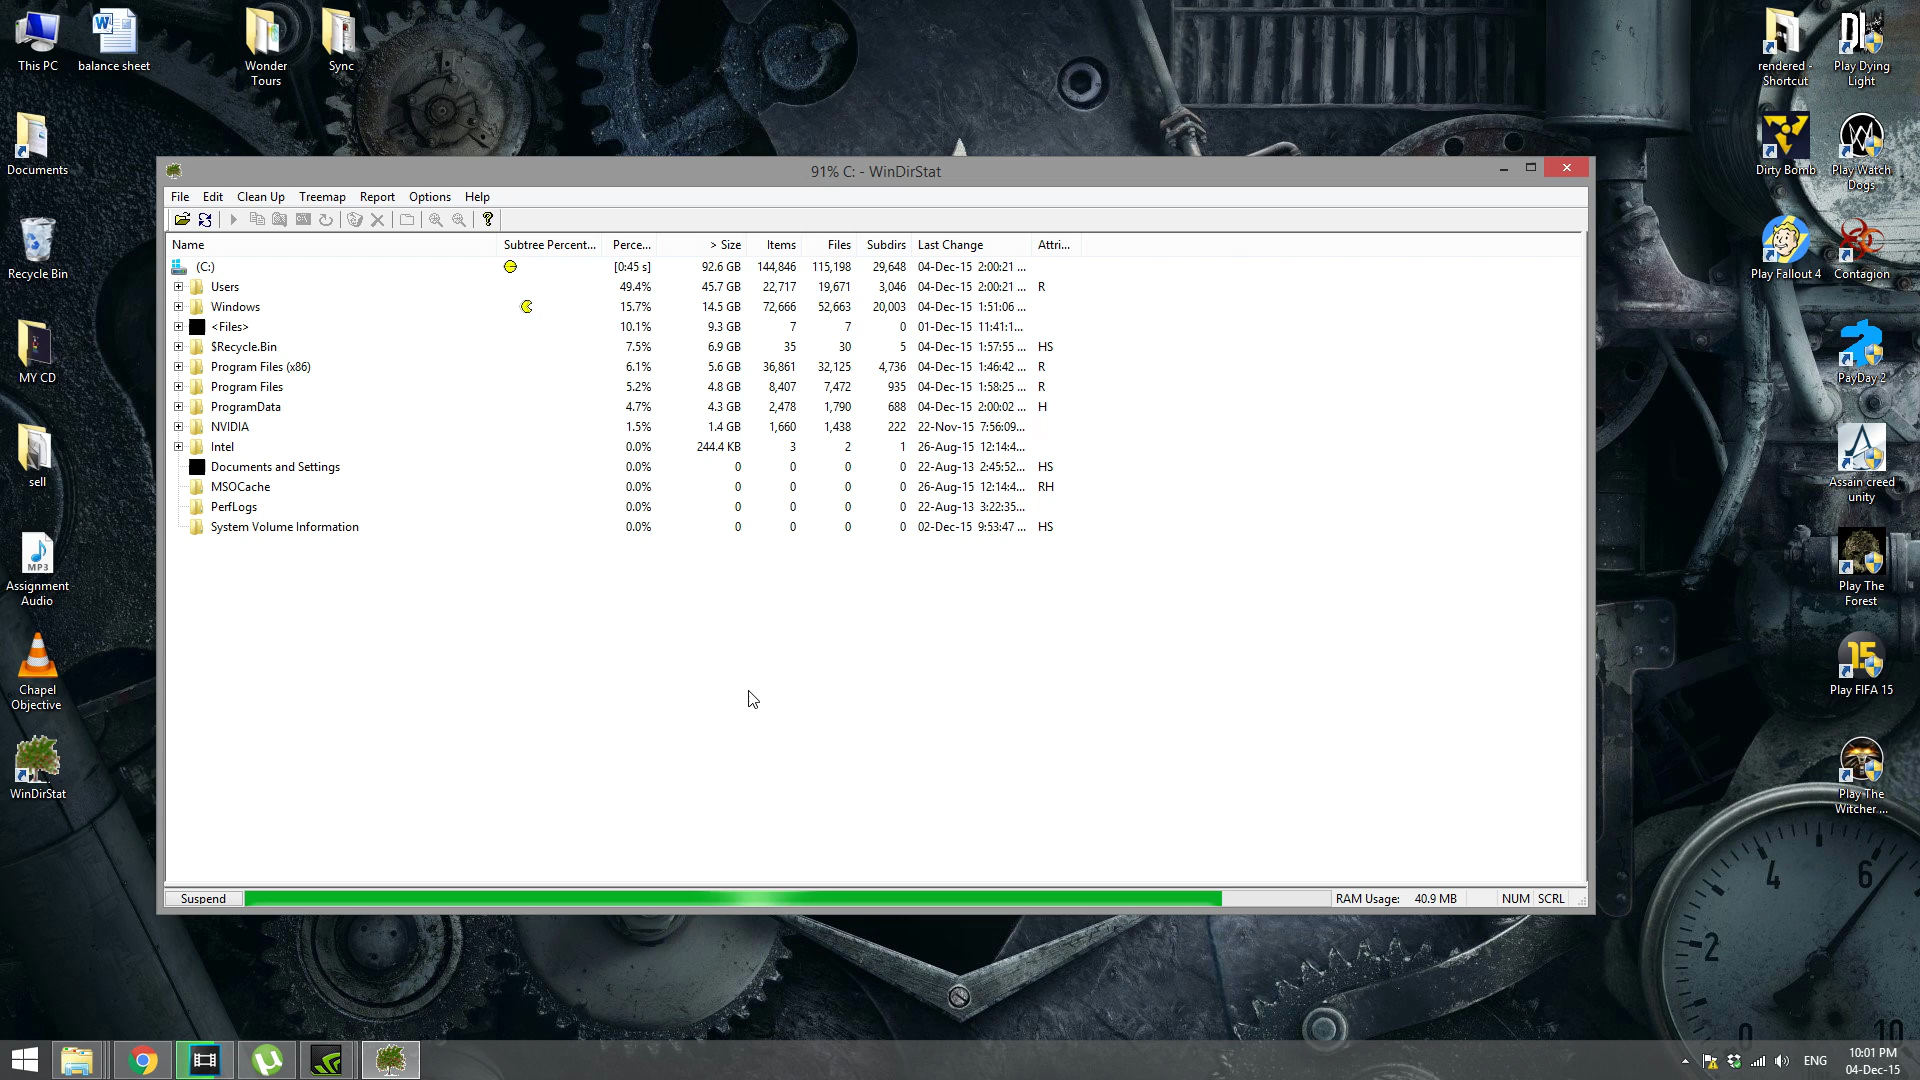 This PC
balance sheet
Wonder Tours
Sync
rendered - Shortcut
Play Dying Light
Documents
Dirty Bomb
Play Watch Dogs
Recycle Bin
Play Fallout 4
Contagion
MY CD
PayDay 2
sell
Assain creed unity
MP3
Assignment Audio
Play The Forest
Chapel Objective
15
Play FIFA 15
WinDirStat
Play The Witcher ...
91% C: - WinDirStat
File Edit Clean Up Treemap Report Options Help
Name Subtree Percent... Perce... > Size Items Files Subdirs Last Change Attri...
(C:) [0:45 s] 92.6 GB 144,846 115,198 29,648 04-Dec-15 2:00:21 ...
Users 49.4% 45.7 GB 22,717 19,671 3,046 04-Dec-15 2:00:21 ... R
Windows 15.7% 14.5 GB 72,666 52,663 20,003 04-Dec-15 1:51:06 ...
<Files> 10.1% 9.3 GB 7 7 0 01-Dec-15 11:41:1...
$Recycle.Bin 7.5% 6.9 GB 35 30 5 04-Dec-15 1:57:55 ... HS
Program Files (x86) 6.1% 5.6 GB 36,861 32,125 4,736 04-Dec-15 1:46:42 ... R
Program Files 5.2% 4.8 GB 8,407 7,472 935 04-Dec-15 1:58:25 ... R
ProgramData 4.7% 4.3 GB 2,478 1,790 688 04-Dec-15 2:00:02 ... H
NVIDIA 1.5% 1.4 GB 1,660 1,438 222 22-Nov-15 7:56:09...
Intel 0.0% 244.4 KB 3 2 1 26-Aug-15 12:14:4...
Documents and Settings 0.0% 0 0 0 0 22-Aug-13 2:45:52... HS
MSOCache 0.0% 0 0 0 0 26-Aug-15 12:14:4... RH
PerfLogs 0.0% 0 0 0 0 22-Aug-13 3:22:35...
System Volume Information 0.0% 0 0 0 0 02-Dec-15 9:53:47 ... HS
Suspend RAM Usage: 40.9 MB NUM SCRL
4 6
2
0 10
ENG 10:01 PM
04-Dec-15